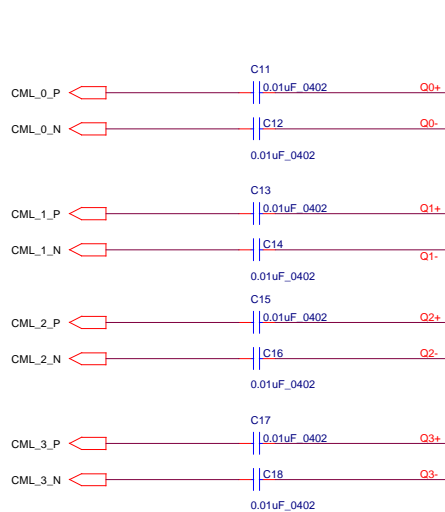 C11
CML_0_P 0.01uF_0402 Q0+
CML_0_N C12 Q0-
0.01uF_0402
C13
CML_1_P 0.01uF_0402 Q1+
CML_1_N C14 Q1-
0.01uF_0402
C15
CML_2_P 0.01uF_0402 Q2+
CML_2_N C16 Q2-
0.01uF_0402
C17
CML_3_P 0.01uF_0402 Q3+
CML_3_N C18 Q3-
0.01uF_0402